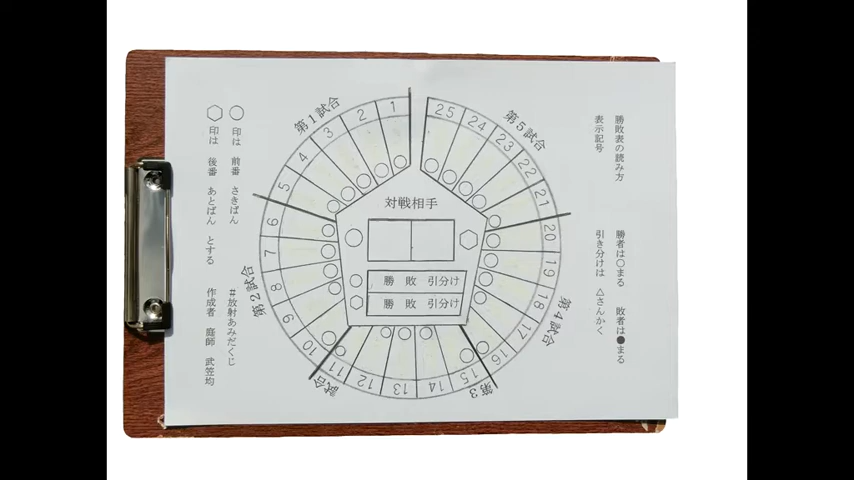 勝敗表の読み方
表示記号
勝者は○まる　敗者は●まる
引き分けは　△さんかく
第1試合
1
2
3
4
5
第2試合
6
7
8
9
10
第3
試合
11
12
13
14
15
第4試合
16
17
18
19
20
第5試合
21
22
23
24
25
対戦相手
勝　敗　引分け
勝　敗　引分け
○印は　前番　さきばん
⬡印は　後番　あとばん　とする
#放射あみだくじ
作成者　庭師　武笠均